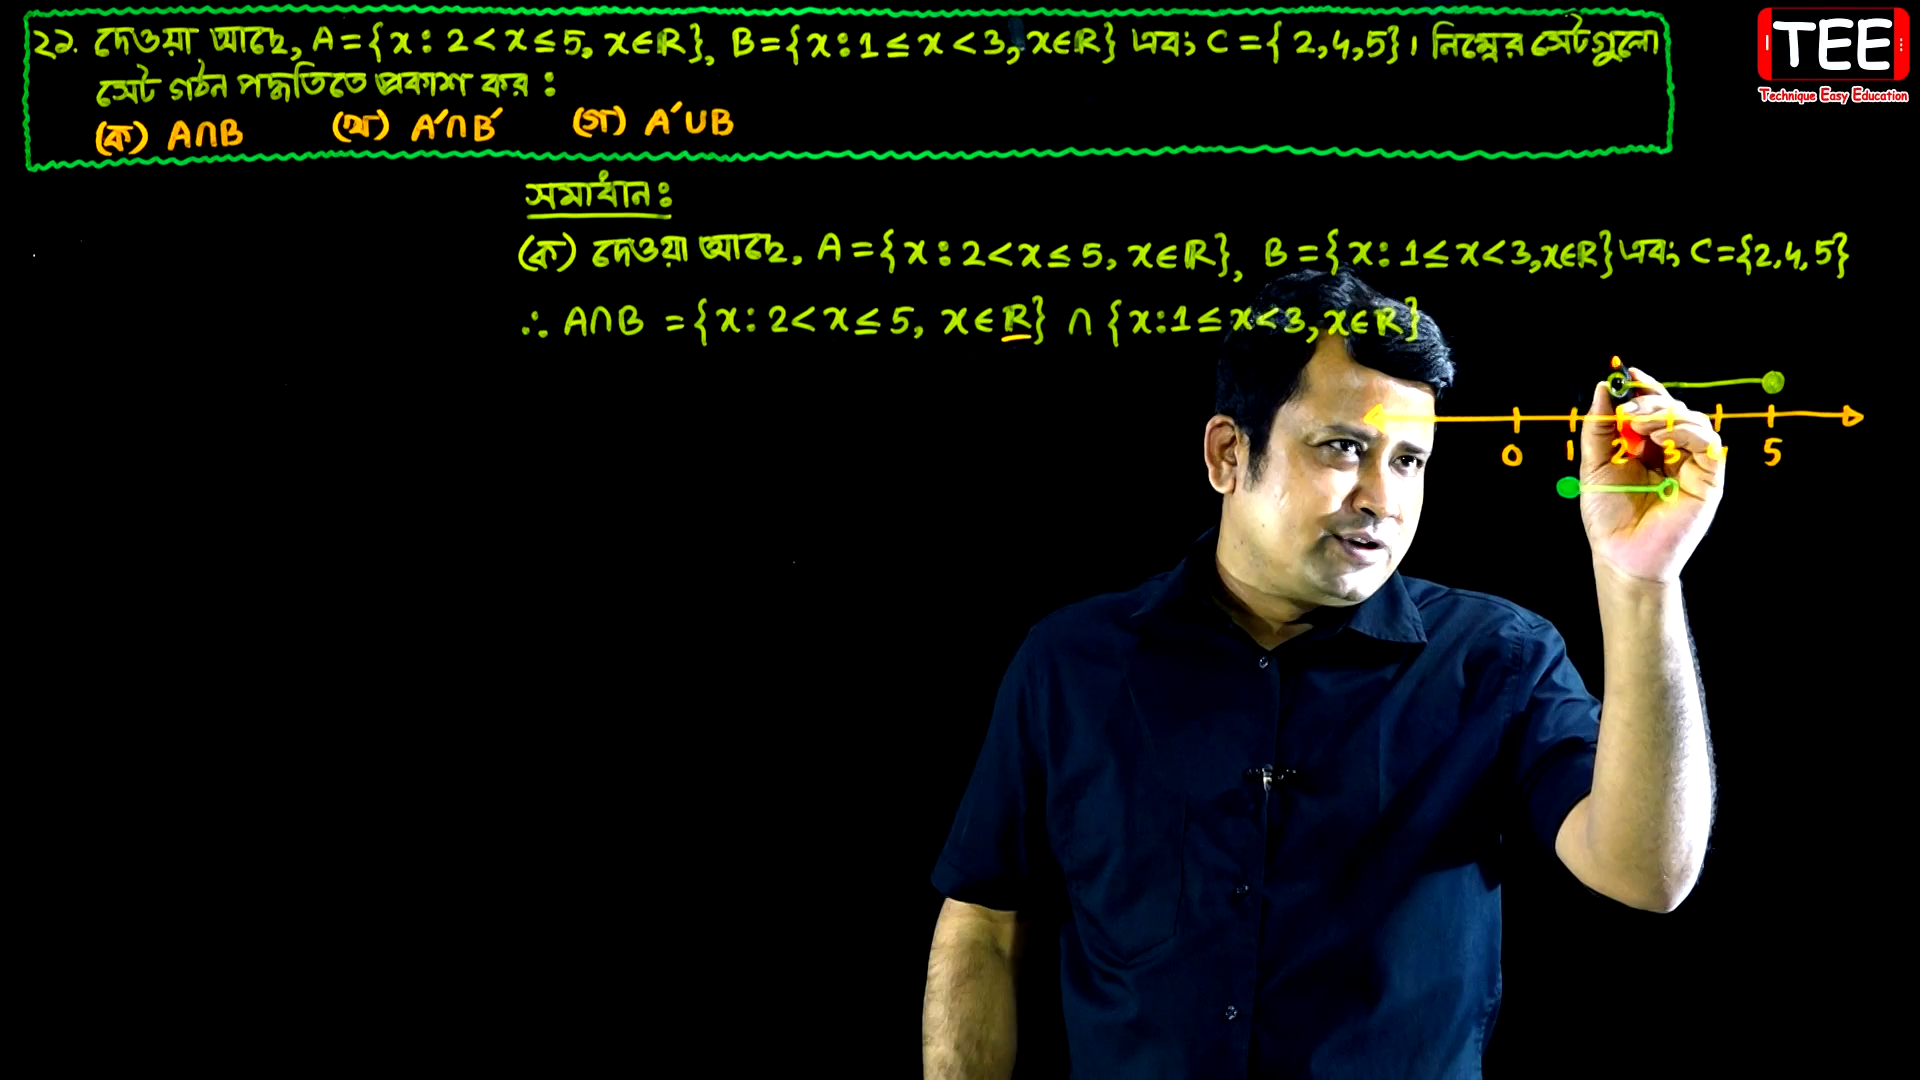 ২১. দেওয়া আছে, A={x: 2<x≤5, x∈ℝ}, B={x:1≤x<3, x∈ℝ} এবং C={2,4,5}। নিম্নের সেটগুলো
সেট গঠন পদ্ধতিতে প্রকাশ কর :
(ক) A∩B (খ) A′∩B′ (গ) A′∪B
TEE
Technique Easy Education
সমাধান :
(ক) দেওয়া আছে, A={x: 2<x≤5, x∈ℝ}, B={x: 1≤x<3,x∈ℝ} এবং C={2,4,5}
∴ A∩B ={x: 2<x≤5, x∈ℝ} ∩ {x:1≤x<3, x∈ℝ}
0 1 2 3 4 5